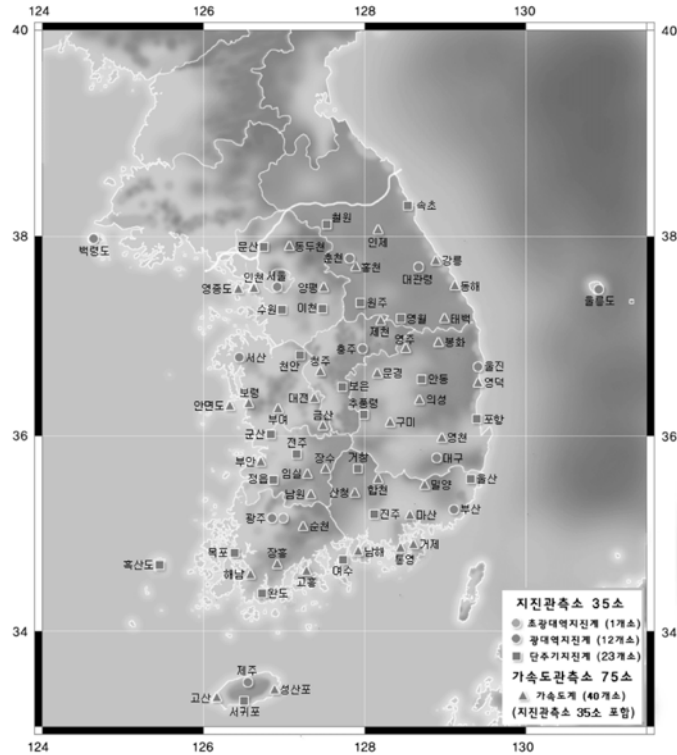 124 126 128 130
40 40
속초
철원
인제
문산 동두천
백령도 춘천 홍천 강릉
대관령
서울 동해
인천
영종도 양평 울릉도
수원 이천 원주
영월 태백
제천
영주 봉화
충주
서산 천안 청주 울진
문경 안동 영덕
보은
대전 의성
보령 추풍령
안면도 부여 금산 구미 포항
군산 영천
전주
거창 대구
부안 장수
정읍 임실 합천 밀양 울산
남원 산청
광주 진주 마산 부산
순천
목포 남해 거제
장흥 통영
흑산도 여수
해남 고흥
완도
제주
성산포
고산
서귀포
38 38
36 36
34 34
지진관측소 35소
초광대역지진계 (1개소)
광대역지진계 (12개소)
단주기지진계 (23개소)
가속도관측소 75소
가속도계 (40개소)
(지진관측소 35소 포함)
124 126 128 130